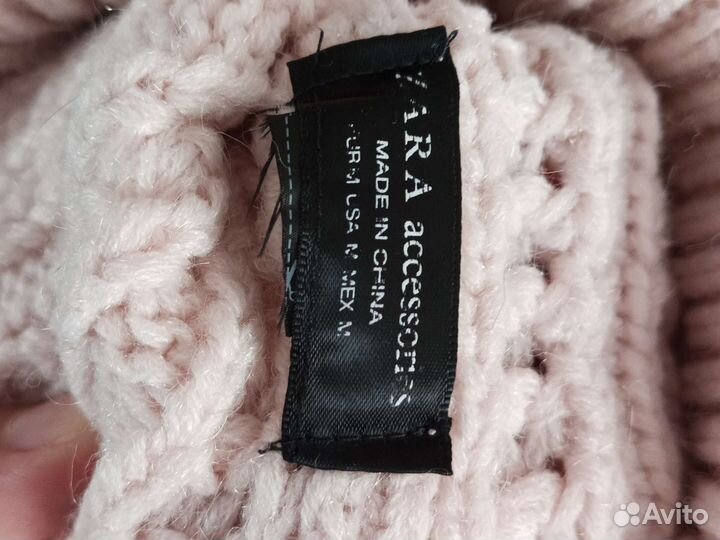 ZARA accessories
MADE IN CHINA
EUR M USA M MEX M
Avito